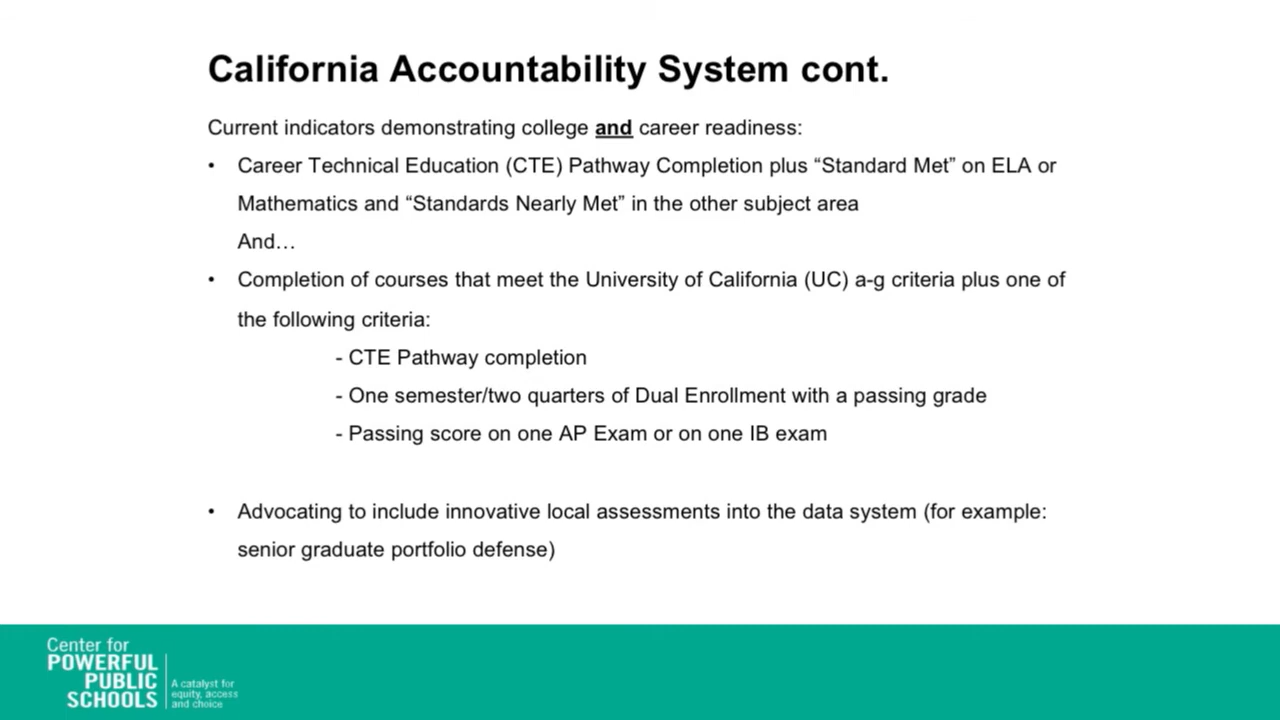 California Accountability System cont.
Current indicators demonstrating college and career readiness:
• Career Technical Education (CTE) Pathway Completion plus “Standard Met” on ELA or
Mathematics and “Standards Nearly Met” in the other subject area
And…
• Completion of courses that meet the University of California (UC) a-g criteria plus one of
the following criteria:
- CTE Pathway completion
- One semester/two quarters of Dual Enrollment with a passing grade
- Passing score on one AP Exam or on one IB exam
• Advocating to include innovative local assessments into the data system (for example:
senior graduate portfolio defense)
Center for
POWERFUL
PUBLIC
SCHOOLS
A catalyst for
equity, access
and choice